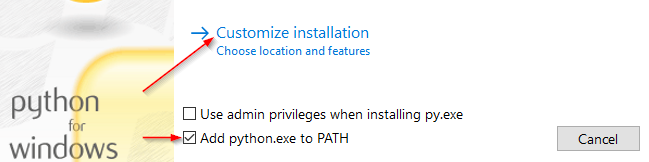 Customize installation
Choose location and features
python
for
windows
Use admin privileges when installing py.exe
Add python.exe to PATH
Cancel